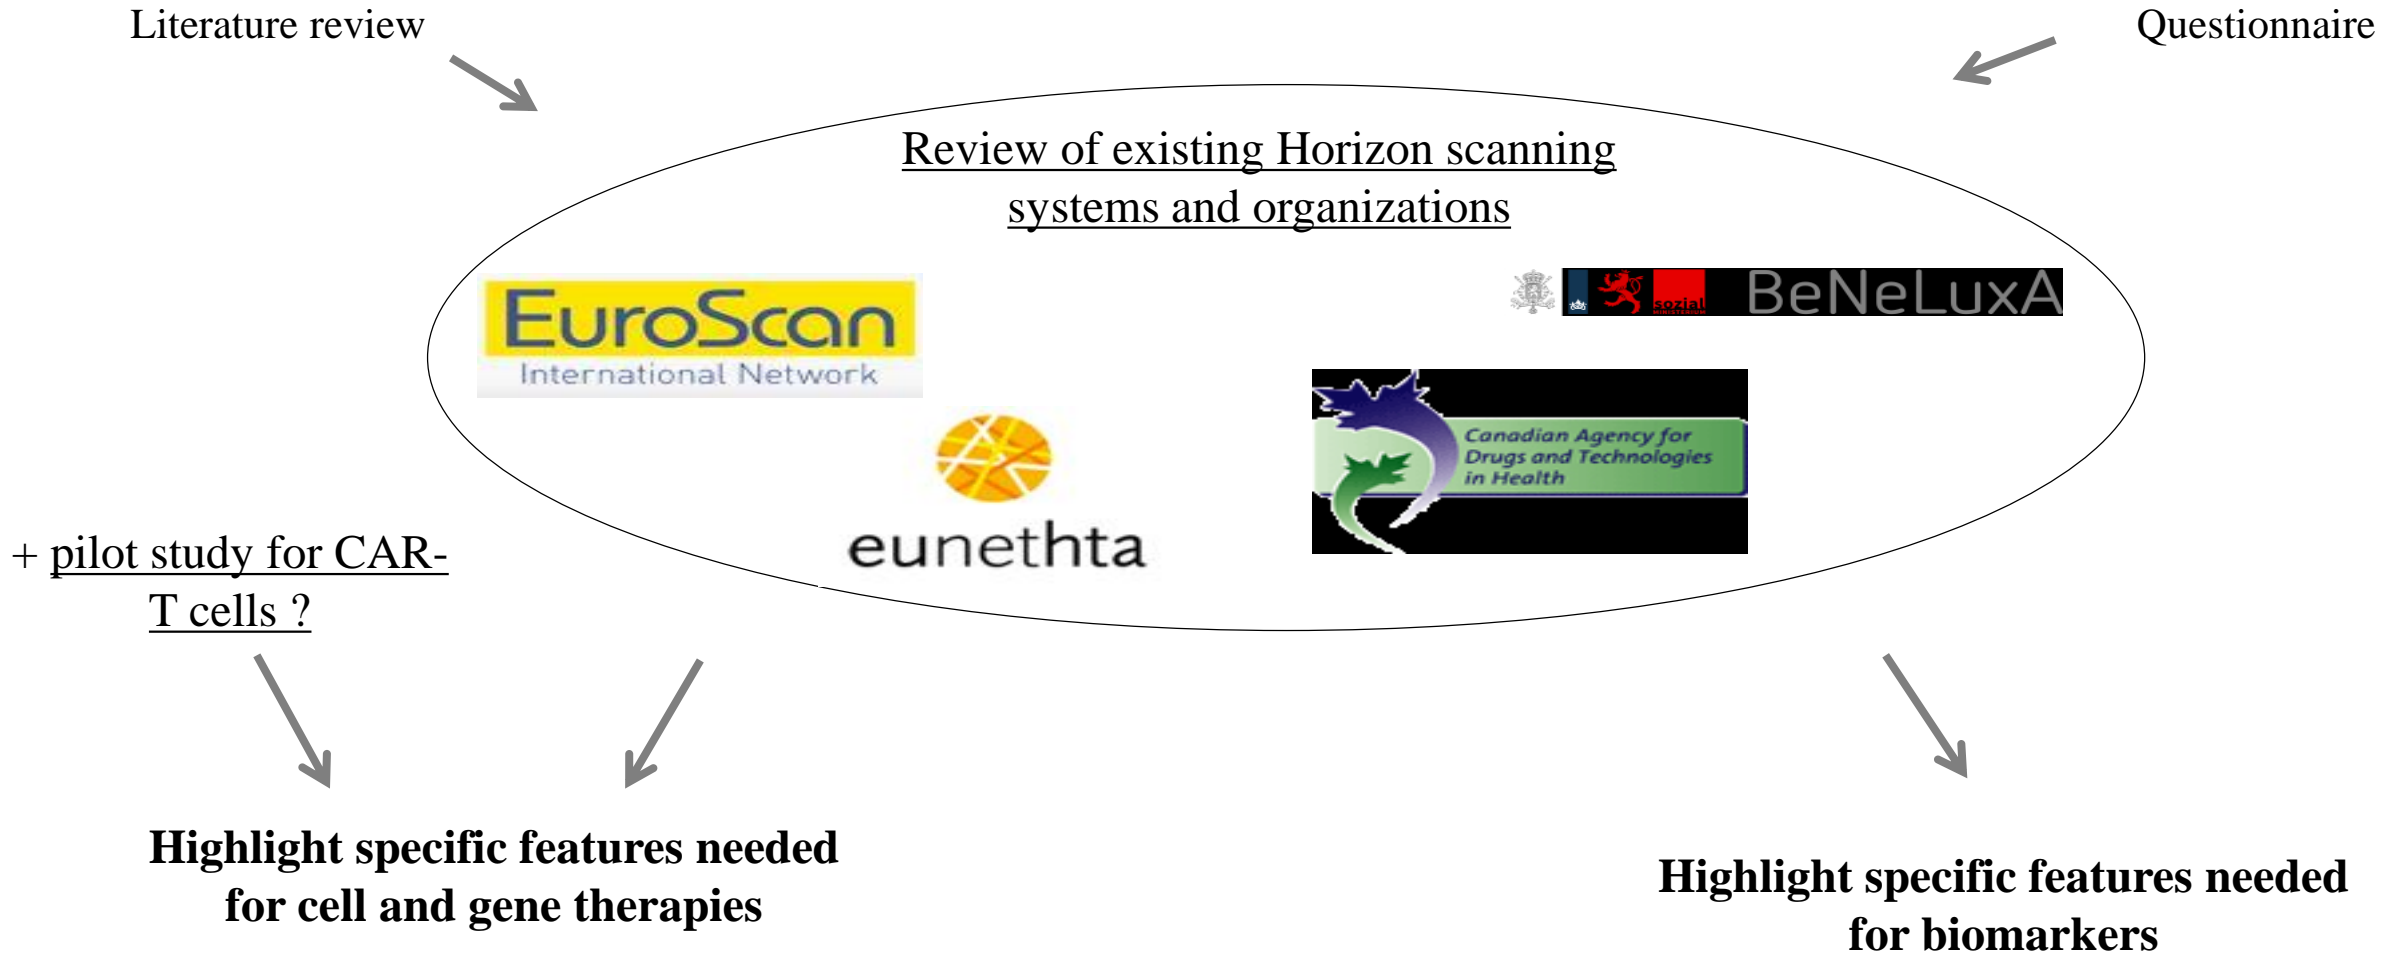 Literature review
Questionnaire
Review of existing Horizon scanning
systems and organizations
EuroScan
International Network
sozial
MINISTERIUM
BeNeLuxA
Canadian Agency for
Drugs and Technologies
in Health
eunethta
+ pilot study for CAR-
T cells ?
Highlight specific features needed
for cell and gene therapies
Highlight specific features needed
for biomarkers